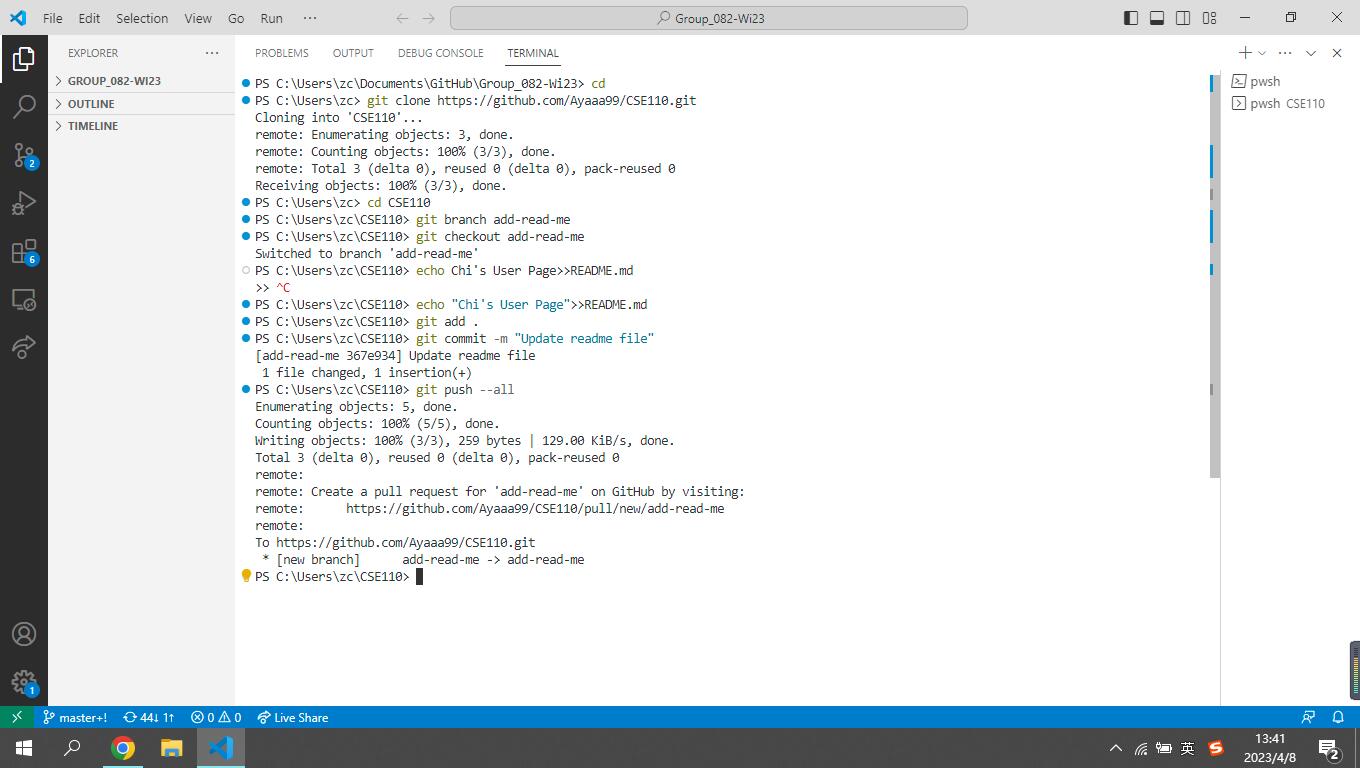 File Edit Selection View Go Run ··· Group_082-Wi23
EXPLORER ···
GROUP_082-WI23
OUTLINE
TIMELINE
2
6
1
PROBLEMS OUTPUT DEBUG CONSOLE TERMINAL
PS C:\Users\zc\Documents\GitHub\Group_082-Wi23> cd
PS C:\Users\zc> git clone https://github.com/Ayaaa99/CSE110.git
Cloning into 'CSE110'...
remote: Enumerating objects: 3, done.
remote: Counting objects: 100% (3/3), done.
remote: Total 3 (delta 0), reused 0 (delta 0), pack-reused 0
Receiving objects: 100% (3/3), done.
PS C:\Users\zc> cd CSE110
PS C:\Users\zc\CSE110> git branch add-read-me
PS C:\Users\zc\CSE110> git checkout add-read-me
Switched to branch 'add-read-me'
PS C:\Users\zc\CSE110> echo Chi's User Page>>README.md
>> ^C
PS C:\Users\zc\CSE110> echo "Chi's User Page">>README.md
PS C:\Users\zc\CSE110> git add .
PS C:\Users\zc\CSE110> git commit -m "Update readme file"
[add-read-me 367e934] Update readme file
1 file changed, 1 insertion(+)
PS C:\Users\zc\CSE110> git push --all
Enumerating objects: 5, done.
Counting objects: 100% (5/5), done.
Writing objects: 100% (3/3), 259 bytes | 129.00 KiB/s, done.
Total 3 (delta 0), reused 0 (delta 0), pack-reused 0
remote:
remote: Create a pull request for 'add-read-me' on GitHub by visiting:
remote:      https://github.com/Ayaaa99/CSE110/pull/new/add-read-me
remote:
To https://github.com/Ayaaa99/CSE110.git
* [new branch]      add-read-me -> add-read-me
PS C:\Users\zc\CSE110>
pwsh
pwsh CSE110
master+! 44↓ 1↑ 0 0 Live Share
英 S 13:41
2023/4/8 2